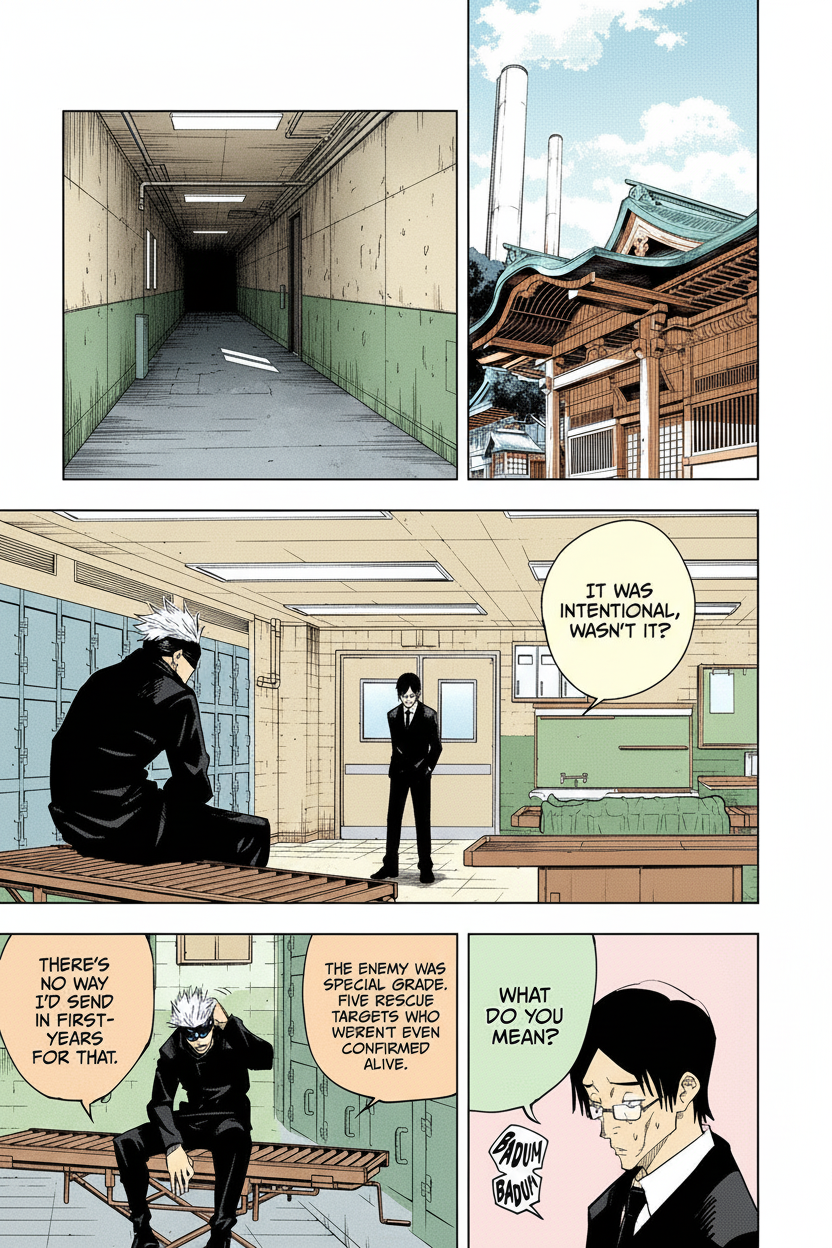 IT WAS
INTENTIONAL,
WASN'T IT?
WHAT
DO YOU
MEAN?
BADUM
BADUM
THE ENEMY WAS
SPECIAL GRADE.
FIVE RESCUE
TARGETS WHO
WEREN'T EVEN
CONFIRMED
ALIVE.
THERE'S
NO WAY
I'D SEND
IN FIRST-
YEARS
FOR THAT.